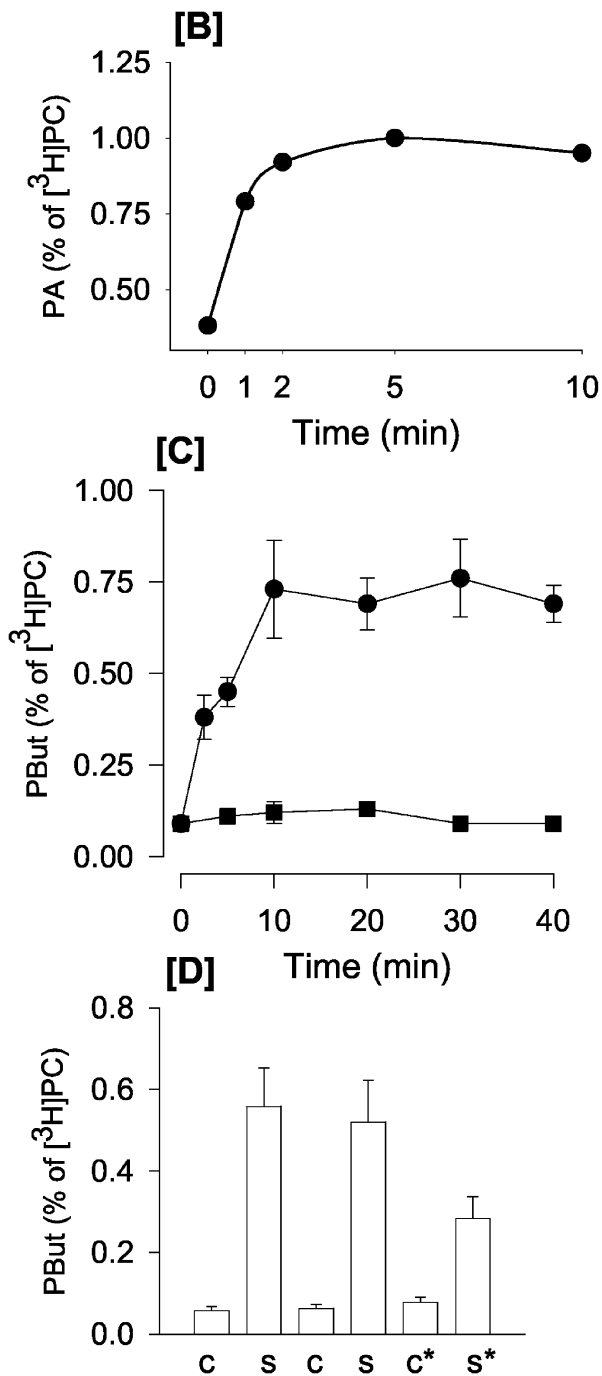 [B]
PA (% of [³H]PC)
1.25
1.00
0.75
0.50
0 1 2 5 10
Time (min)
[C]
PBut (% of [³H]PC)
1.00
0.75
0.50
0.25
0.00
0 10 20 30 40
Time (min)
[D]
PBut (% of [³H]PC)
0.8
0.6
0.4
0.2
0.0
c s c s c* s*